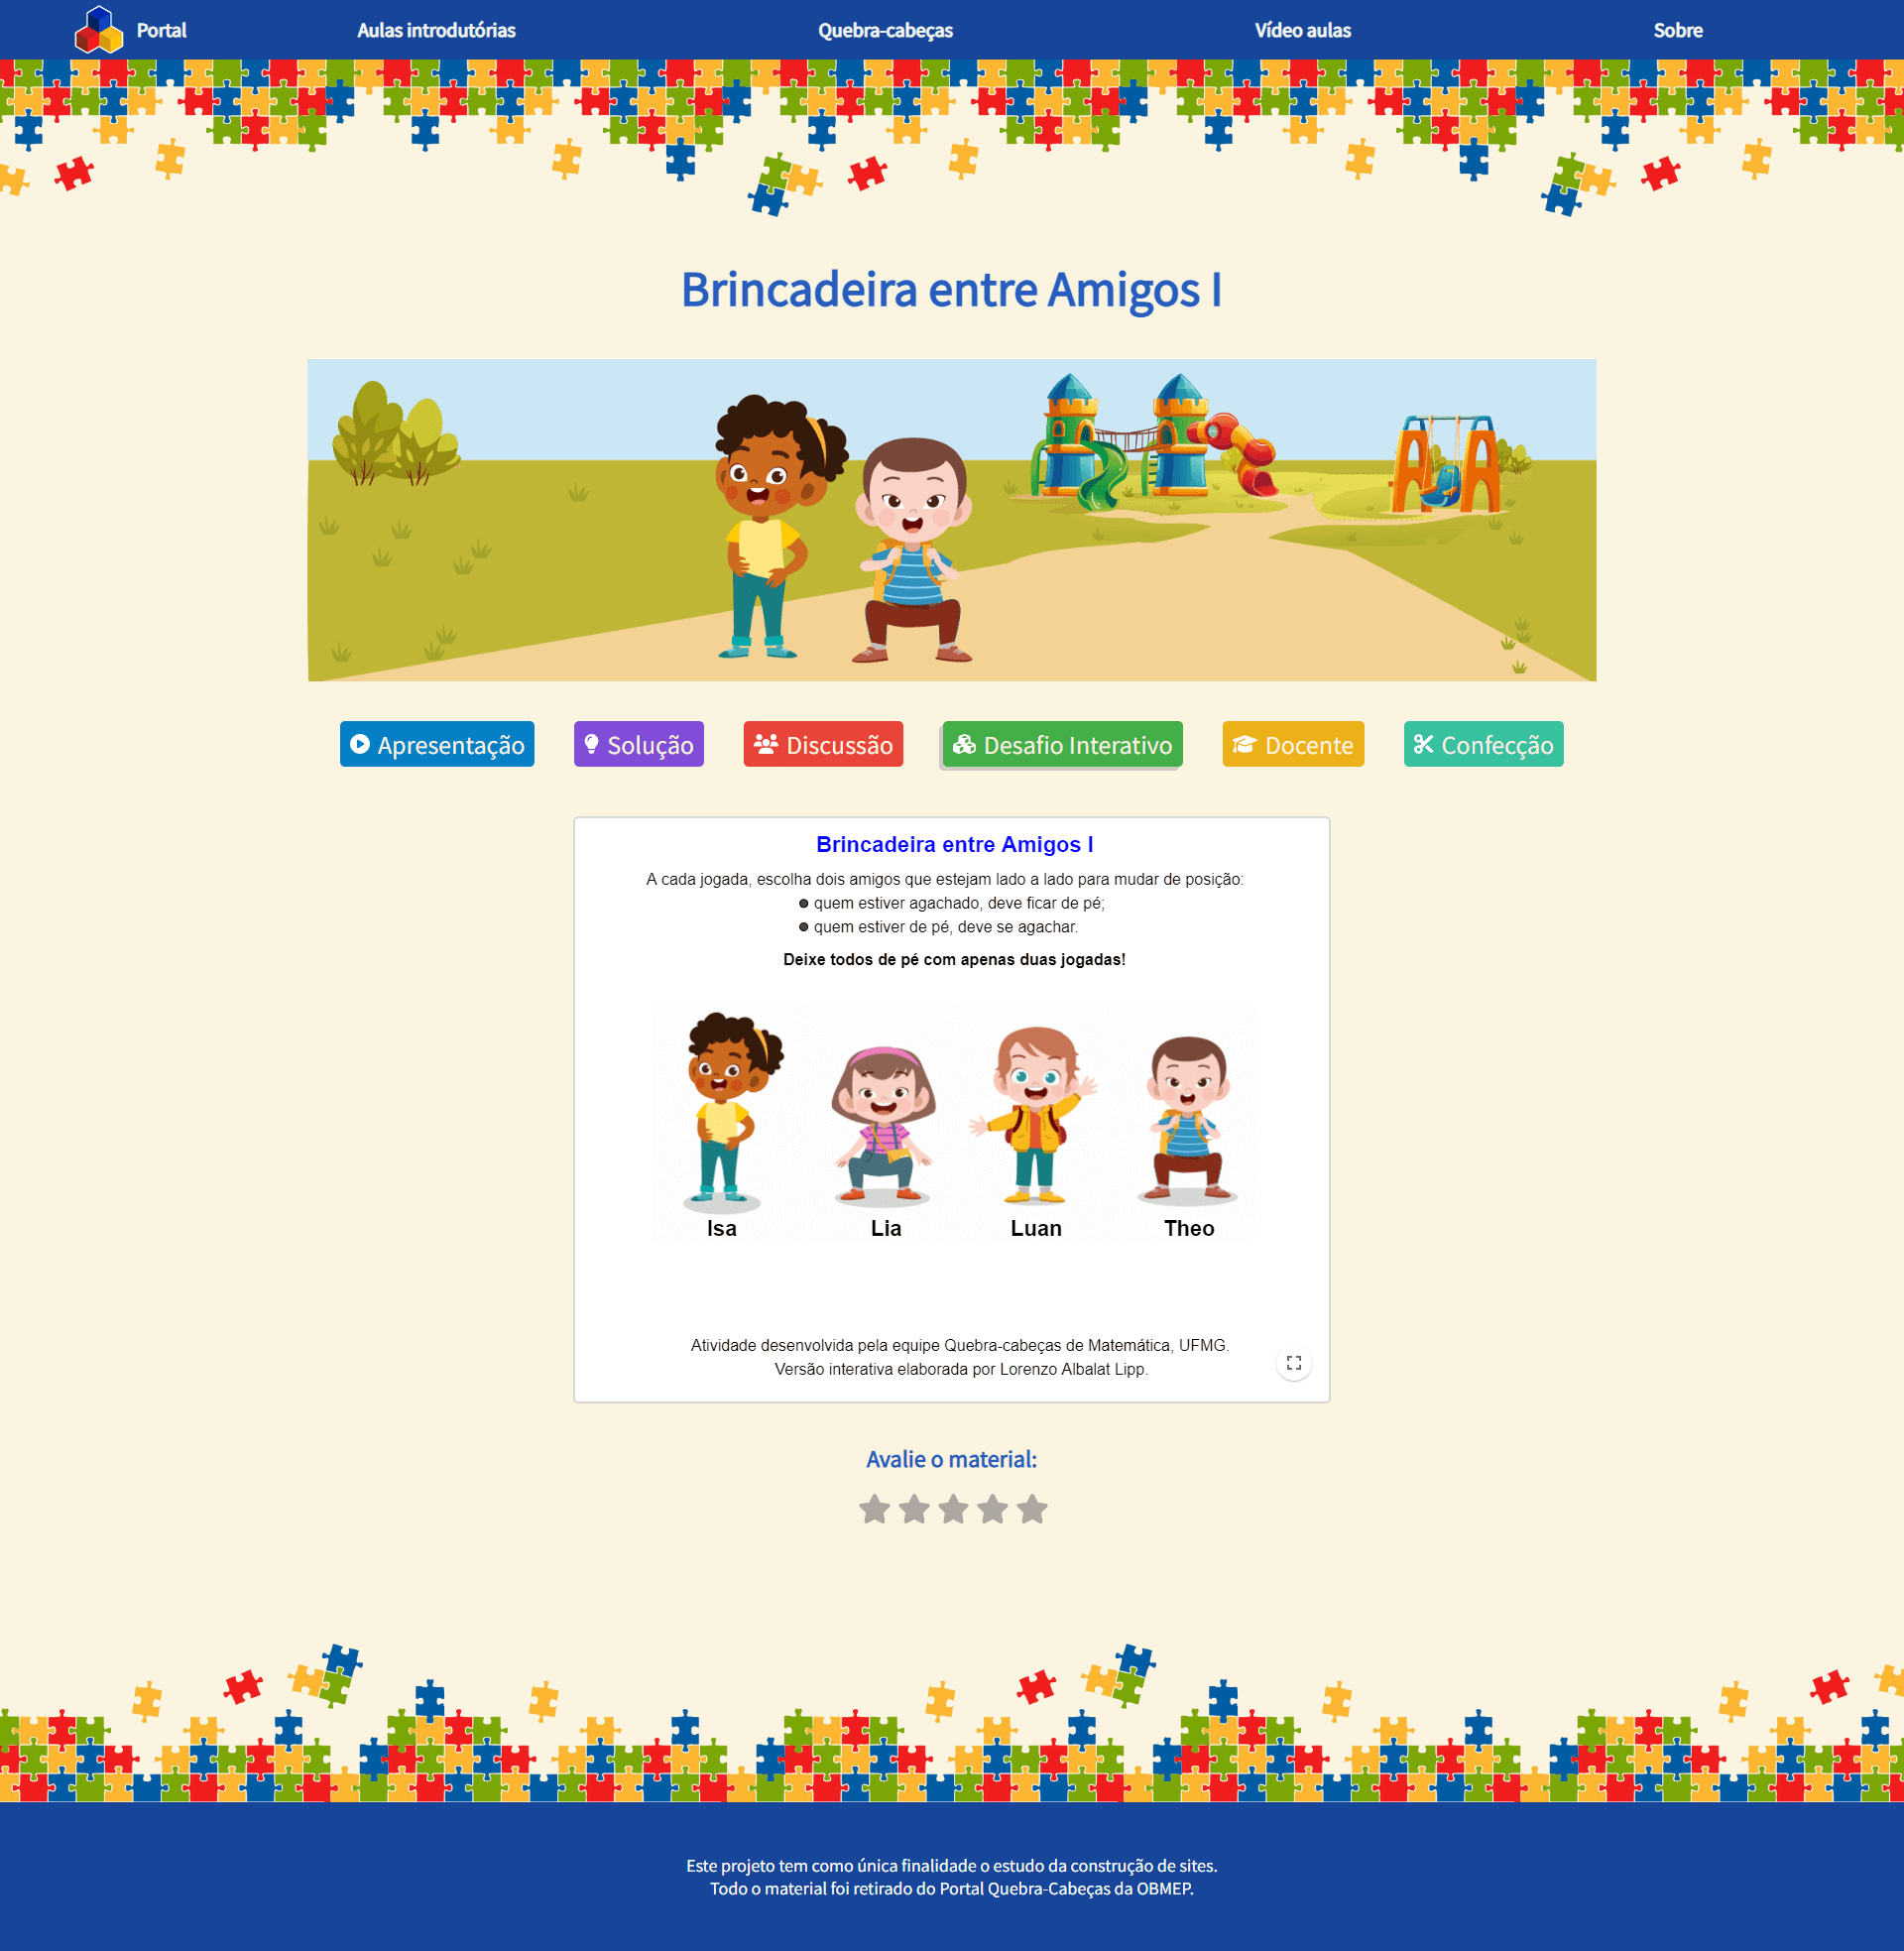 Portal
Aulas introdutórias
Quebra-cabeças
Vídeo aulas
Sobre
Brincadeira entre Amigos I
Apresentação
Solução
Discussão
Desafio Interativo
Docente
Confecção
Brincadeira entre Amigos I
A cada jogada, escolha dois amigos que estejam lado a lado para mudar de posição:
● quem estiver agachado, deve ficar de pé;
● quem estiver de pé, deve se agachar.
Deixe todos de pé com apenas duas jogadas!
Isa
Lia
Luan
Theo
Atividade desenvolvida pela equipe Quebra-cabeças de Matemática, UFMG.
Versão interativa elaborada por Lorenzo Albalat Lipp.
Avalie o material:
Este projeto tem como única finalidade o estudo da construção de sites.
Todo o material foi retirado do Portal Quebra-Cabeças da OBMEP.